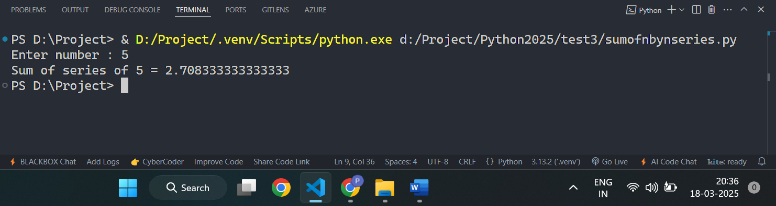 PROBLEMS OUTPUT DEBUG CONSOLE TERMINAL PORTS GITLENS AZURE Python
PS D:\Project> & D:/Project/.venv/Scripts/python.exe d:/Project/Python2025/test3/sumofnbynseries.py
Enter number : 5
Sum of series of 5 = 2.708333333333333
PS D:\Project>
BLACKBOX Chat Add Logs CyberCoder Improve Code Share Code Link Ln 9, Col 36 Spaces: 4 UTF-8 CRLF {} Python 3.13.2 ('.venv') Go Live AI Code Chat ready
Search P W ENG 20:36 0
IN 18-03-2025